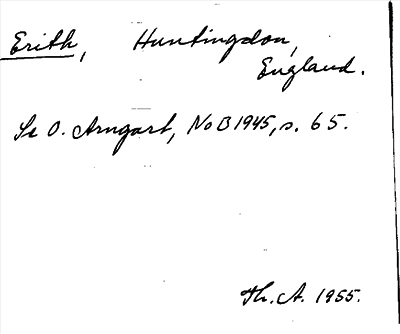 Erith, Huntingdon,
England.
Se O. Arngart, NoB 1945, s. 65.
Th. A. 1955.